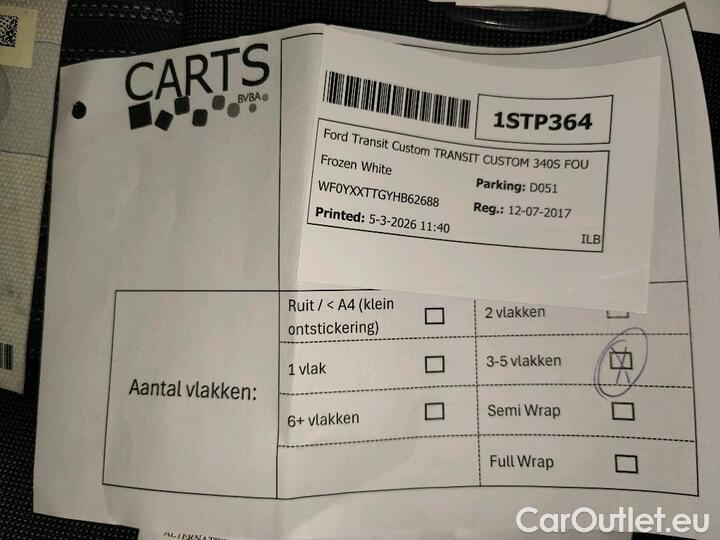 CARTS
BVBA
1STP364
Ford Transit Custom TRANSIT CUSTOM 340S FOU
Frozen White
WF0YXXTTGYHB62688
Parking: D051
Reg.: 12-07-2017
Printed: 5-3-2026 11:40
ILB
Aantal vlakken:
Ruit / < A4 (klein
ontstickering)
2 vlakken
1 vlak
3-5 vlakken
6+ vlakken
Semi Wrap
Full Wrap
CarOutlet.eu